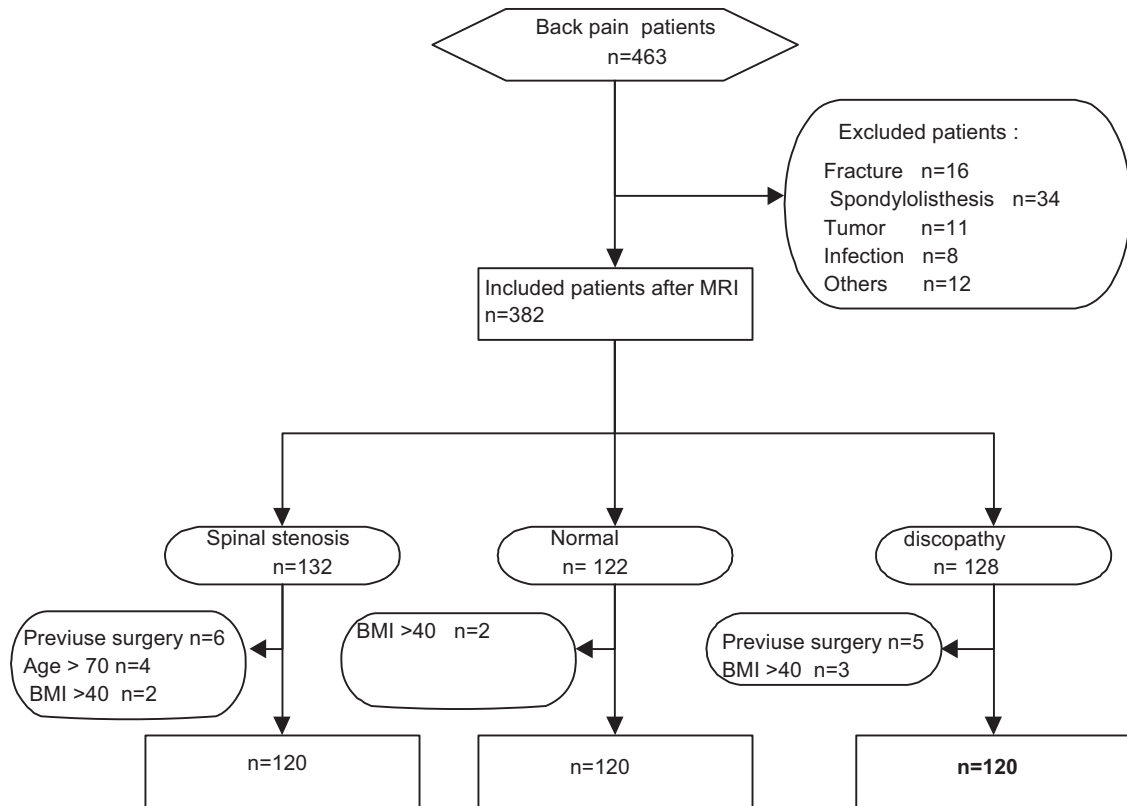 Back pain patients
n=463
Excluded patients :
Fracture n=16
Spondylolisthesis n=34
Tumor n=11
Infection n=8
Others n=12
Included patients after MRI
n=382
Spinal stenosis
n=132
Normal
n= 122
discopathy
n= 128
Previuse surgery n=6
Age > 70 n=4
BMI >40 n=2
BMI >40 n=2
Previuse surgery n=5
BMI >40 n=3
n=120
n=120
n=120